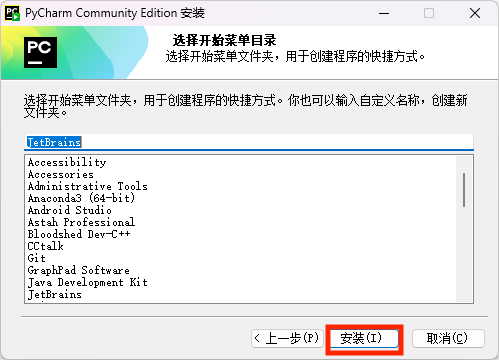 PC PyCharm Community Edition 安装
PC
选择开始菜单目录
选择开始菜单文件夹，用于创建程序的快捷方式。
选择开始菜单文件夹，用于创建程序的快捷方式。你也可以输入自定义名称，创建新
文件夹。
JetBrains
Accessibility
Accessories
Administrative Tools
Anaconda3 (64-bit)
Android Studio
Astah Professional
Bloodshed Dev-C++
CCtalk
Git
GraphPad Software
Java Development Kit
JetBrains
< 上一步(P)
安装(I)
取消(C)